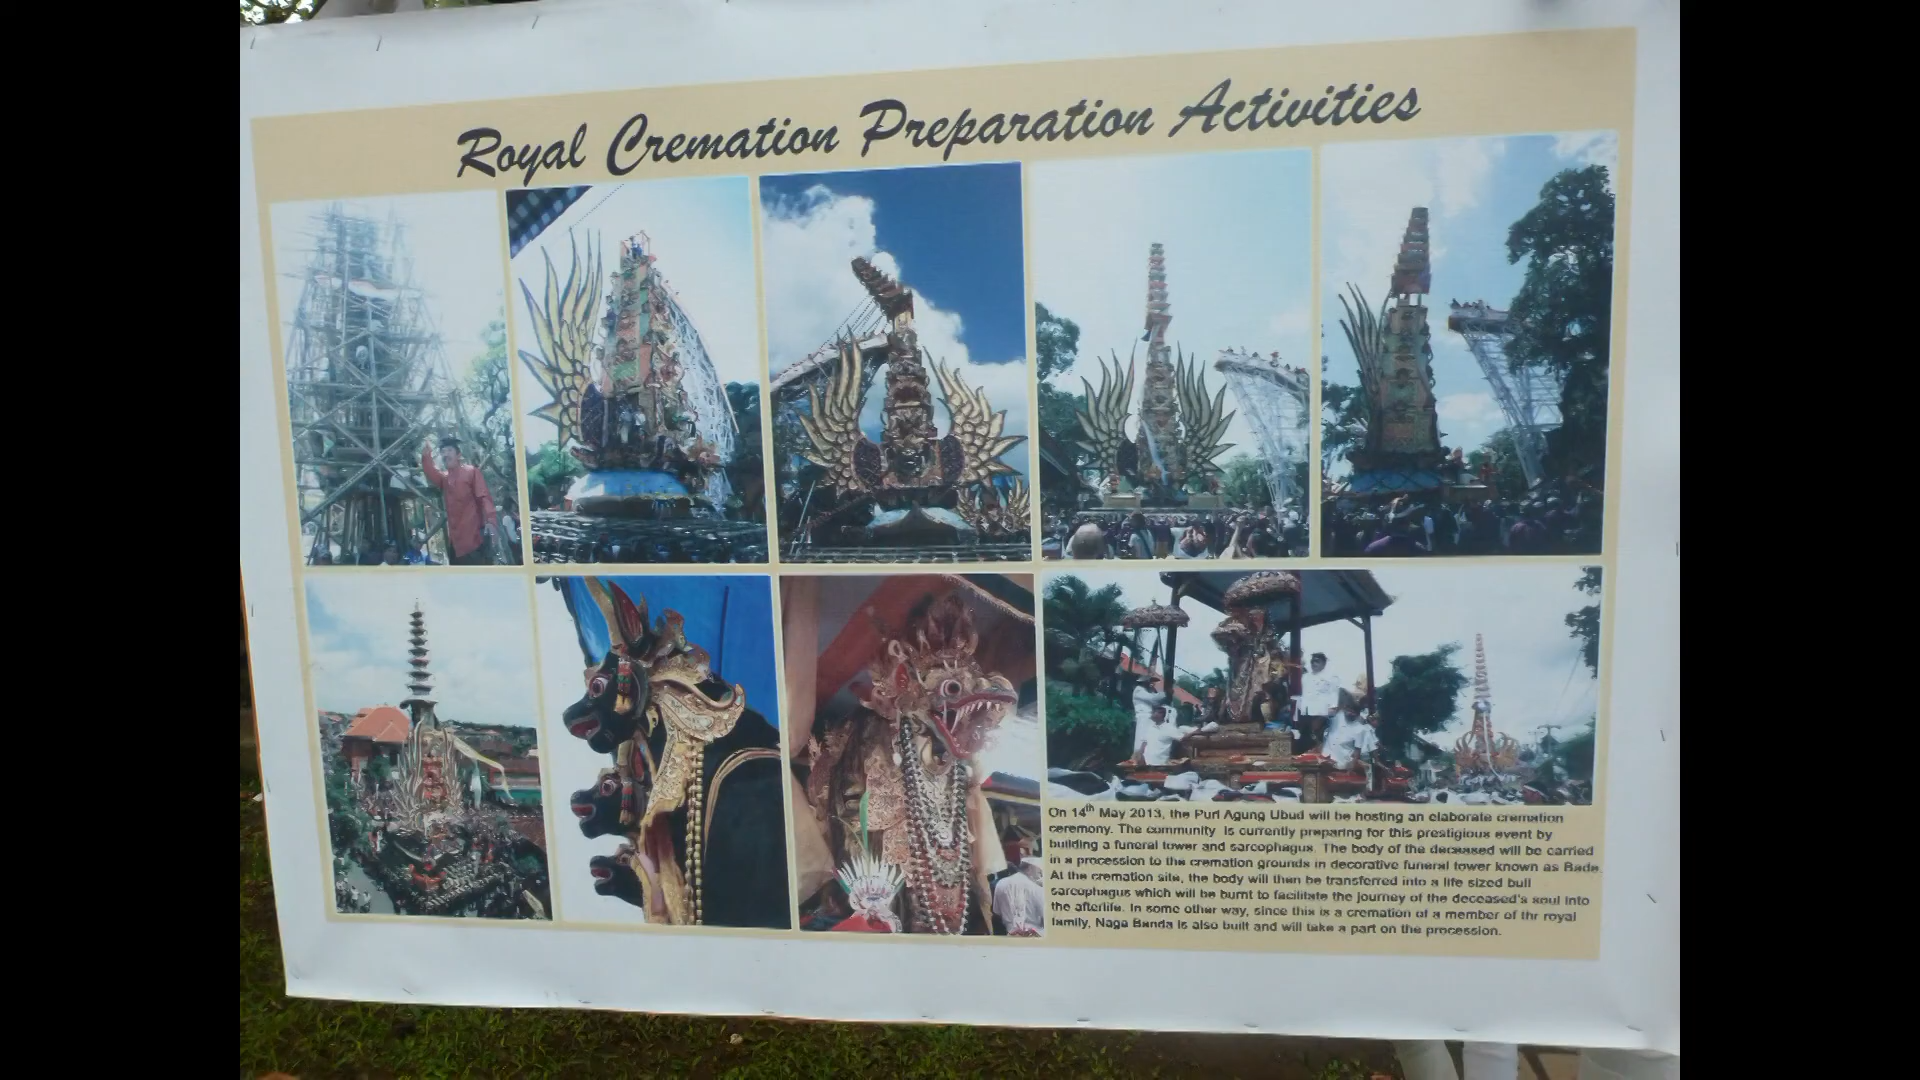 Royal Cremation Preparation Activities
On 14th May 2013, the Puri Agung Ubud will be hosting an elaborate cremation
ceremony. The community is currently preparing for this prestigious event by
building a funeral tower and sarcophagus. The body of the deceased will be carried
in a procession to the cremation grounds in decorative funeral tower known as Bade.
At the cremation site, the body will then be transferred into a life sized bull
sarcophagus which will be burnt to facilitate the journey of the deceased's soul into
the afterlife. In some other way, since this is a cremation of a member of thr royal
family, Naga Banda is also built and will take a part on the procession.